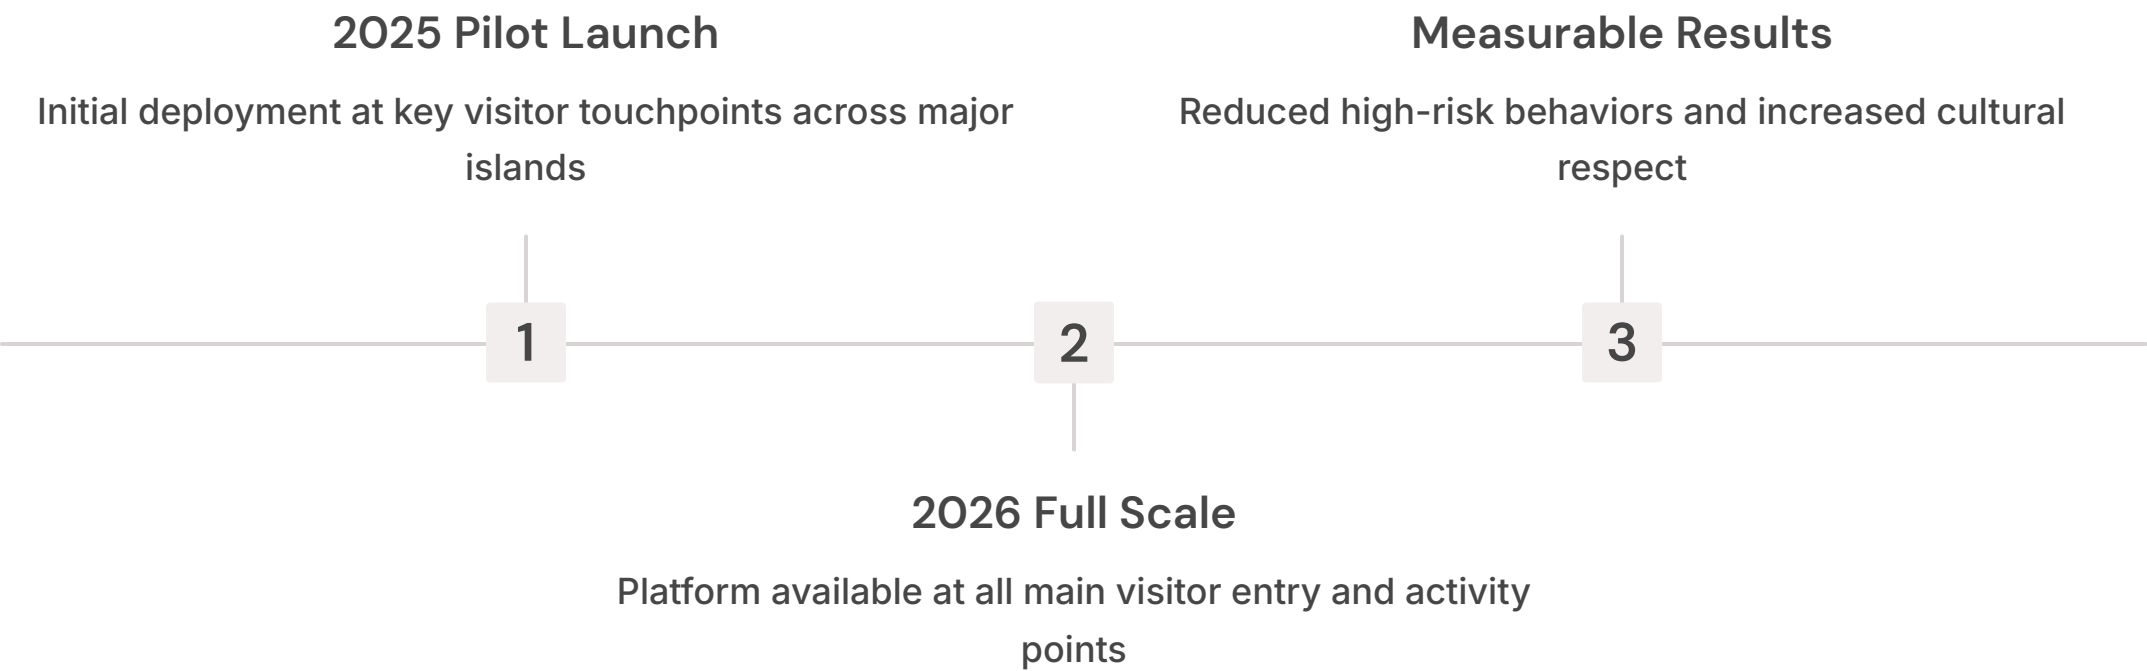 2025 Pilot Launch
Initial deployment at key visitor touchpoints across major
islands
1
2026 Full Scale
Platform available at all main visitor entry and activity
points
2
Measurable Results
Reduced high-risk behaviors and increased cultural
respect
3